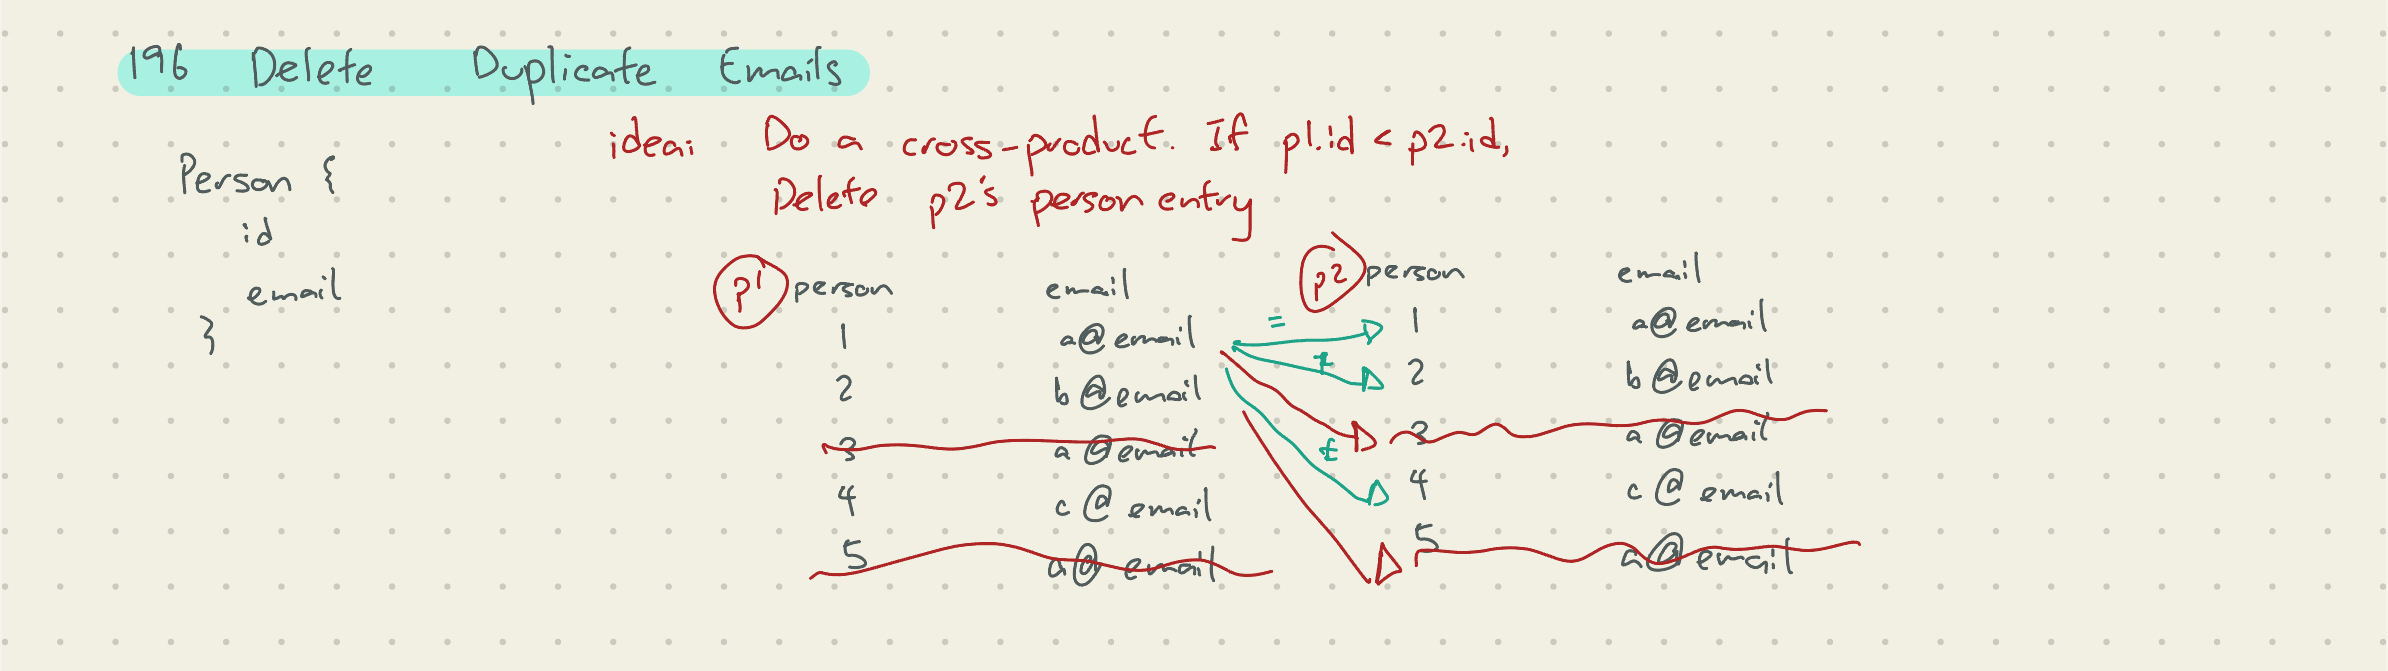 196 Delete Duplicate Emails
idea: Do a cross-product. If p1.id < p2.id,
Delete p2's person entry
Person {
id
email
}
p1 person email
1 a@email
2 b@email
3 a@email
4 c@email
5 a@email
=
≠
≠
p2 person email
1 a@email
2 b@email
3 a@email
4 c@email
5 a@email